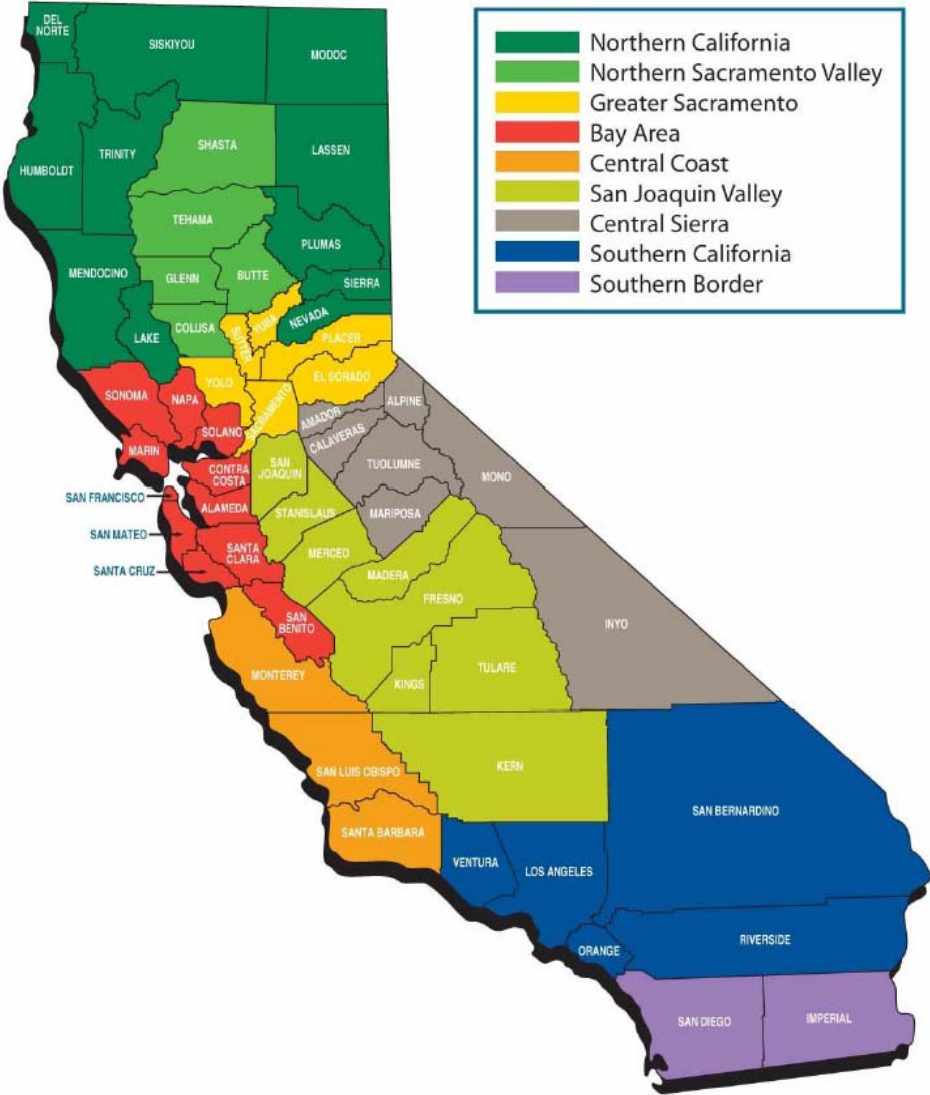 DEL
NORTE
SISKIYOU
MODOC
HUMBOLDT
TRINITY
SHASTA
LASSEN
TEHAMA
PLUMAS
MENDOCINO
GLENN
BUTTE
SIERRA
LAKE
COLUSA
SUTTER
YUBA
NEVADA
PLACER
EL DORADO
SONOMA
NAPA
YOLO
SACRAMENTO
SOLANO
MARIN
AMADOR
ALPINE
CALAVERAS
CONTRA
COSTA
SAN
JOAQUIN
TUOLUMNE
MONO
SAN FRANCISCO
ALAMEDA
STANISLAUS
MARIPOSA
SAN MATEO
SANTA
CLARA
MERCED
SANTA CRUZ
MADERA
FRESNO
SAN
BENITO
INYO
MONTEREY
KINGS
TULARE
SAN LUIS OBISPO
KERN
SANTA BARBARA
VENTURA
LOS ANGELES
SAN BERNARDINO
ORANGE
RIVERSIDE
SAN DIEGO
IMPERIAL
Northern California
Northern Sacramento Valley
Greater Sacramento
Bay Area
Central Coast
San Joaquin Valley
Central Sierra
Southern California
Southern Border